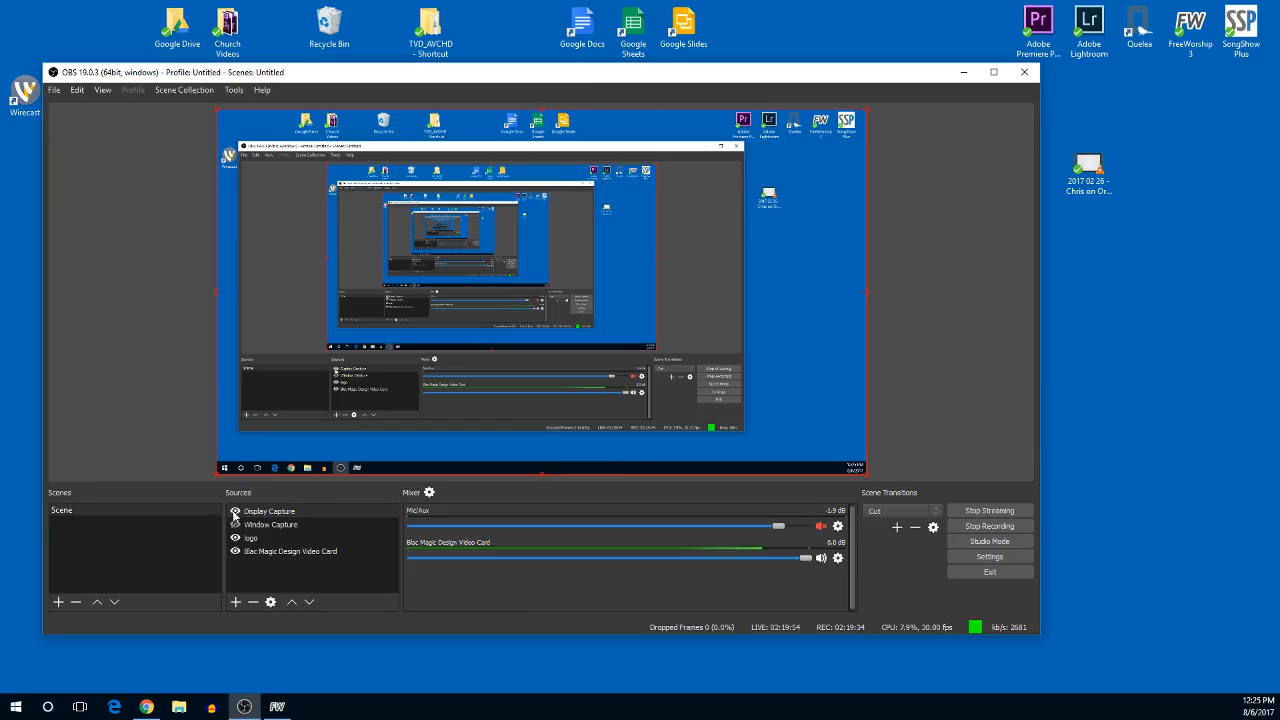 Google Drive
Church
Videos
Recycle Bin
TVD_AVCHD
- Shortcut
Google Docs
Google
Sheets
Google Slides
Adobe
Premiere P...
Adobe
Lightroom
Quelea
FreeWorship
3
SongShow
Plus
Wirecast
2017 02 26 -
Chris on Or...
OBS 19.0.3 (64bit, windows) - Profile: Untitled - Scenes: Untitled
File Edit View Profile Scene Collection Tools Help
Scenes
Scene
Sources
Display Capture
Window Capture
logo
Blac Magic Design Video Card
Mixer
Mic/Aux
-1.9 dB
Blac Magic Design Video Card
0.0 dB
Scene Transitions
Cut
Stop Streaming
Stop Recording
Studio Mode
Settings
Exit
Dropped Frames 0 (0.0%) LIVE: 02:19:54 REC: 02:19:34 CPU: 7.9%, 30.00 fps kb/s: 2681
12:25 PM
8/6/2017